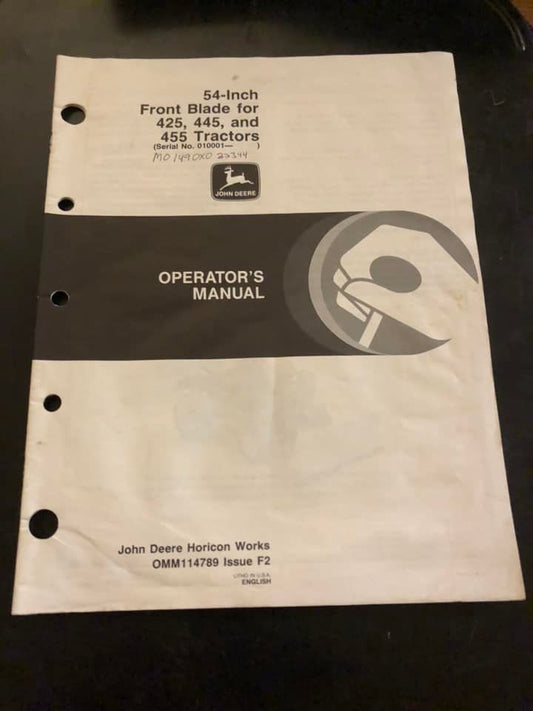 54-Inch
Front Blade for
425, 445, and
455 Tractors
(Serial No. 010001— )
MO1490X022344
JOHN DEERE
OPERATOR'S
MANUAL
John Deere Horicon Works
OMM114789 Issue F2
LITHO IN U.S.A.
ENGLISH